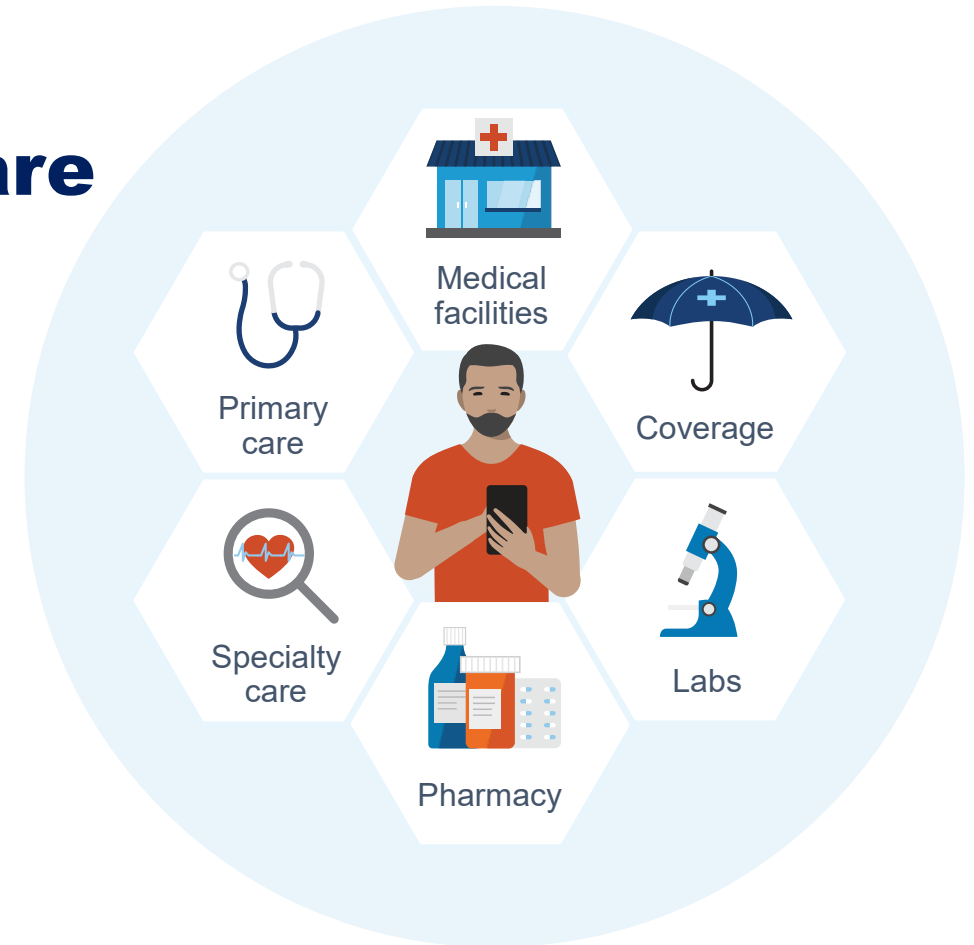 are
Medical
facilities
Primary
care
Coverage
Specialty
care
Labs
Pharmacy